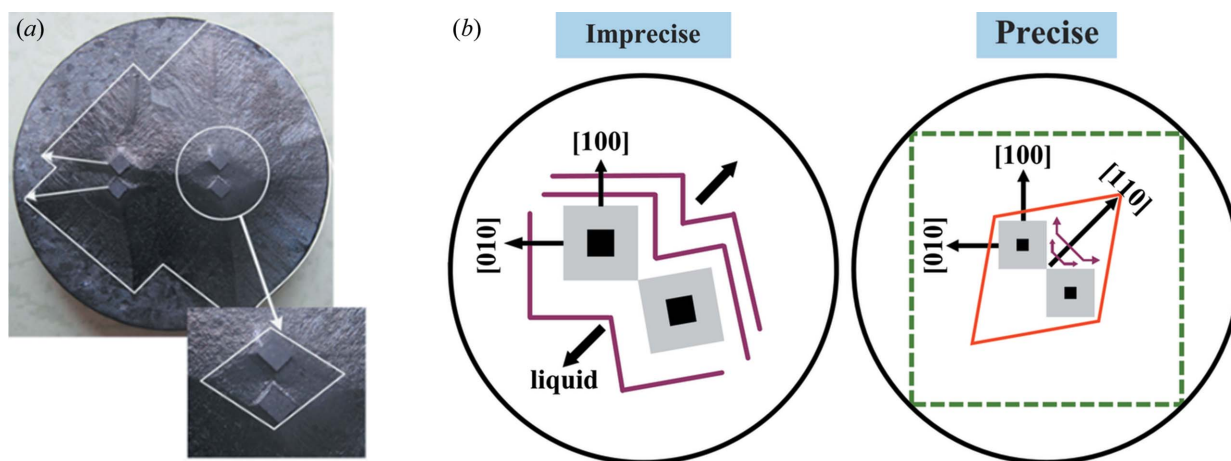 (a)
(b)
Imprecise
Precise
[100]
[010]
liquid
[100]
[110]
[010]